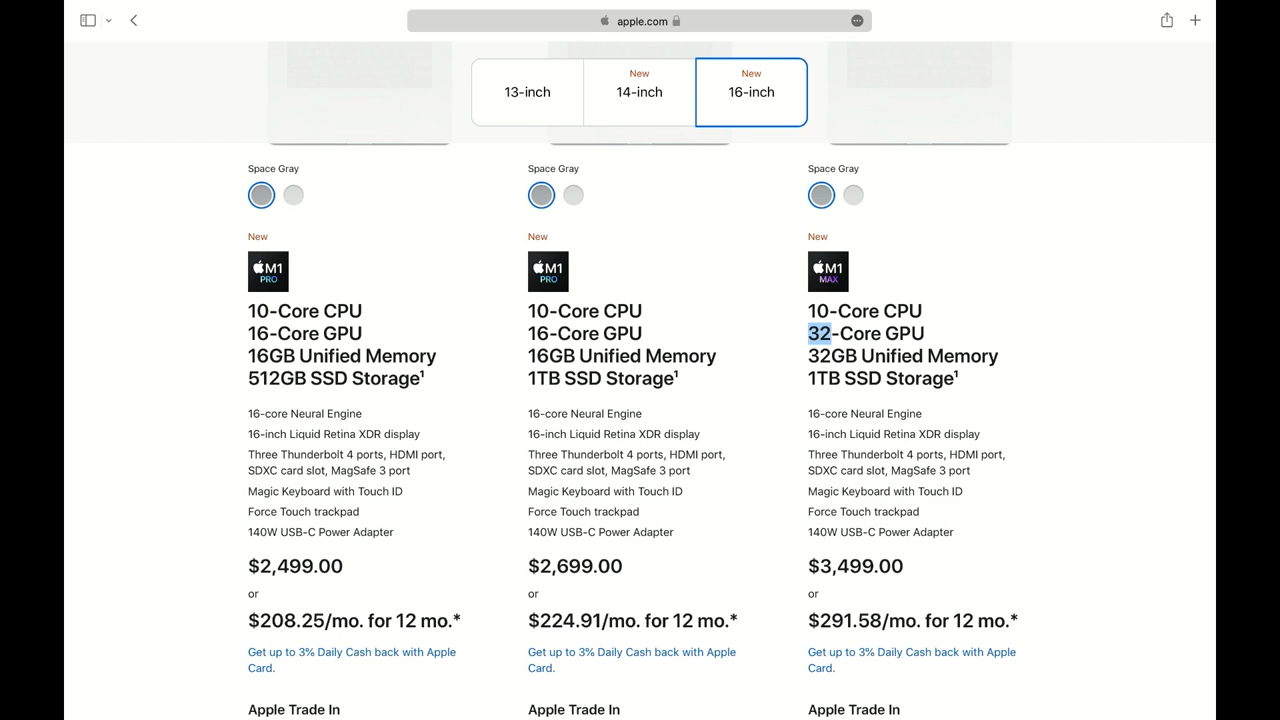 apple.com
13-inch
New
14-inch
New
16-inch
Space Gray
New
M1
PRO
10-Core CPU
16-Core GPU
16GB Unified Memory
512GB SSD Storage¹
16-core Neural Engine
16-inch Liquid Retina XDR display
Three Thunderbolt 4 ports, HDMI port,
SDXC card slot, MagSafe 3 port
Magic Keyboard with Touch ID
Force Touch trackpad
140W USB-C Power Adapter
$2,499.00
or
$208.25/mo. for 12 mo.*
Get up to 3% Daily Cash back with Apple
Card.
Apple Trade In
Space Gray
New
M1
PRO
10-Core CPU
16-Core GPU
16GB Unified Memory
1TB SSD Storage¹
16-core Neural Engine
16-inch Liquid Retina XDR display
Three Thunderbolt 4 ports, HDMI port,
SDXC card slot, MagSafe 3 port
Magic Keyboard with Touch ID
Force Touch trackpad
140W USB-C Power Adapter
$2,699.00
or
$224.91/mo. for 12 mo.*
Get up to 3% Daily Cash back with Apple
Card.
Apple Trade In
Space Gray
New
M1
MAX
10-Core CPU
32-Core GPU
32GB Unified Memory
1TB SSD Storage¹
16-core Neural Engine
16-inch Liquid Retina XDR display
Three Thunderbolt 4 ports, HDMI port,
SDXC card slot, MagSafe 3 port
Magic Keyboard with Touch ID
Force Touch trackpad
140W USB-C Power Adapter
$3,499.00
or
$291.58/mo. for 12 mo.*
Get up to 3% Daily Cash back with Apple
Card.
Apple Trade In